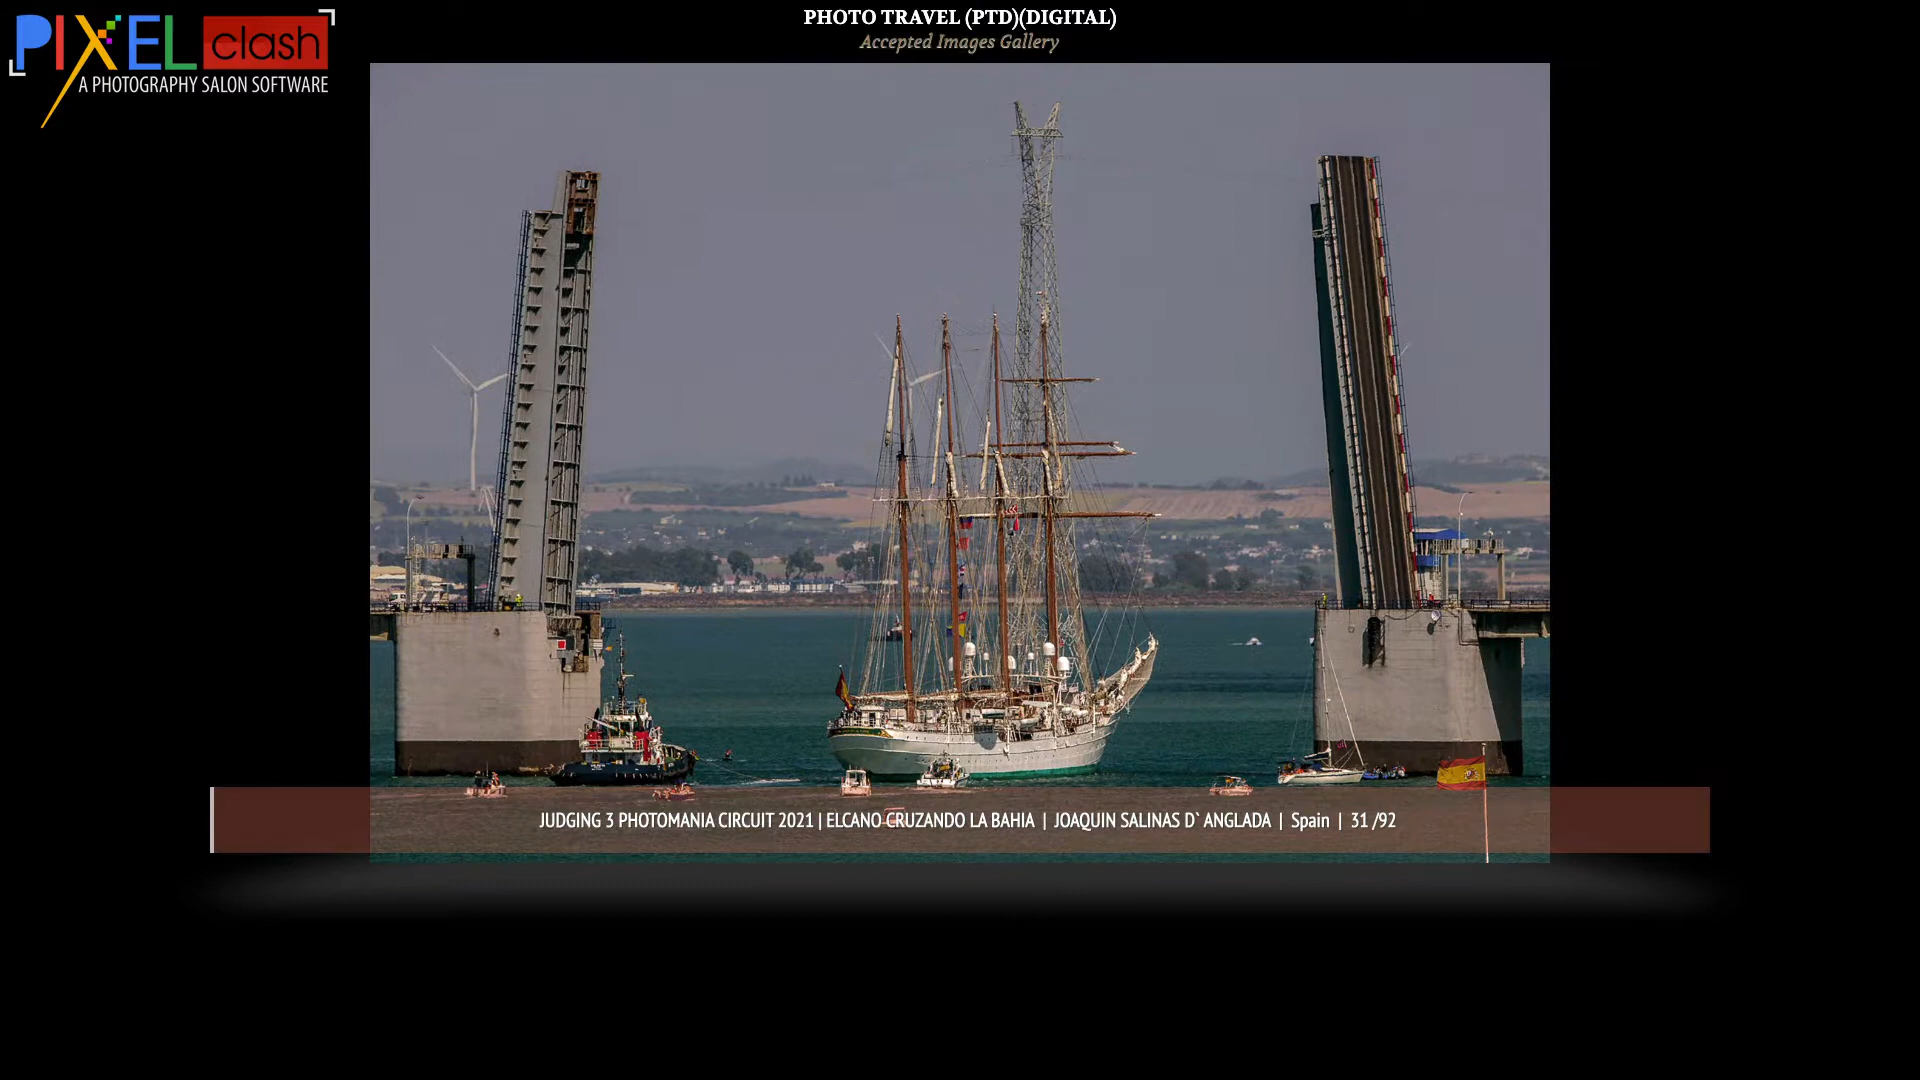 PIXEL clash
A PHOTOGRAPHY SALON SOFTWARE
PHOTO TRAVEL (PTD)(DIGITAL)
Accepted Images Gallery
JUDGING 3 PHOTOMANIA CIRCUIT 2021 | ELCANO CRUZANDO LA BAHIA | JOAQUIN SALINAS D` ANGLADA | Spain | 31 /92